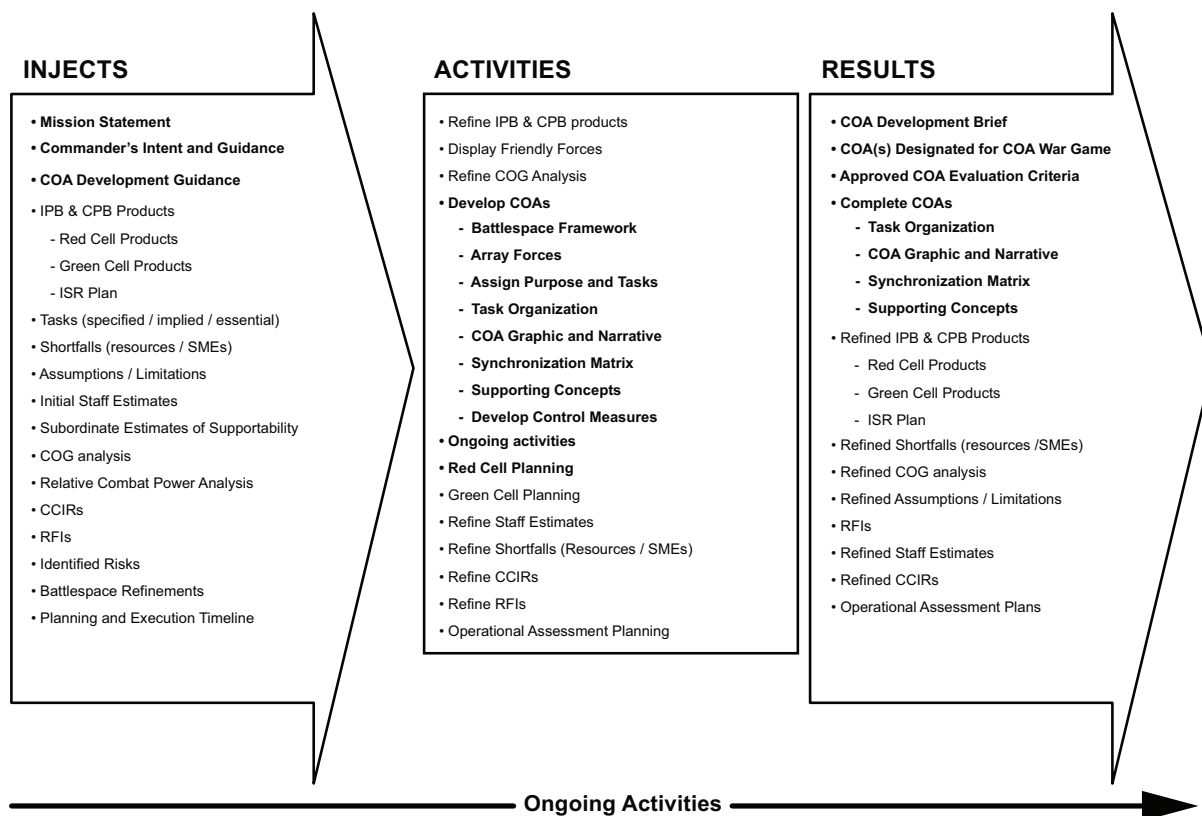 INJECTS
• Mission Statement
• Commander's Intent and Guidance
• COA Development Guidance
• IPB & CPB Products
- Red Cell Products
- Green Cell Products
- ISR Plan
• Tasks (specified / implied / essential)
• Shortfalls (resources / SMEs)
• Assumptions / Limitations
• Initial Staff Estimates
• Subordinate Estimates of Supportability
• COG analysis
• Relative Combat Power Analysis
• CCIRs
• RFIs
• Identified Risks
• Battlespace Refinements
• Planning and Execution Timeline
ACTIVITIES
• Refine IPB & CPB products
• Display Friendly Forces
• Refine COG Analysis
• Develop COAs
- Battlespace Framework
- Array Forces
- Assign Purpose and Tasks
- Task Organization
- COA Graphic and Narrative
- Synchronization Matrix
- Supporting Concepts
- Develop Control Measures
• Ongoing activities
• Red Cell Planning
• Green Cell Planning
• Refine Staff Estimates
• Refine Shortfalls (Resources / SMEs)
• Refine CCIRs
• Refine RFIs
• Operational Assessment Planning
RESULTS
• COA Development Brief
• COA(s) Designated for COA War Game
• Approved COA Evaluation Criteria
• Complete COAs
- Task Organization
- COA Graphic and Narrative
- Synchronization Matrix
- Supporting Concepts
• Refined IPB & CPB Products
- Red Cell Products
- Green Cell Products
- ISR Plan
• Refined Shortfalls (resources /SMEs)
• Refined COG analysis
• Refined Assumptions / Limitations
• RFIs
• Refined Staff Estimates
• Refined CCIRs
• Operational Assessment Plans
Ongoing Activities